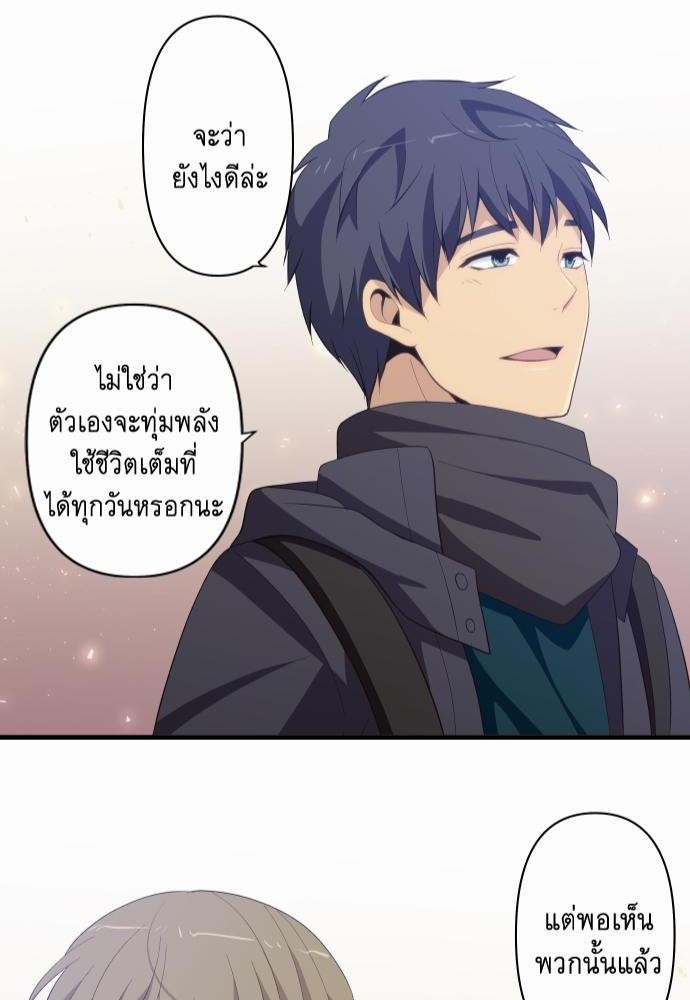 จะว่า
ยังไงดีล่ะ
ไม่ใช่ว่า
ตัวเองจะทุ่มพลัง
ใช้ชีวิตเต็มที่
ได้ทุกวันหรอกนะ
แต่พอเห็น
พวกนั้นแล้ว